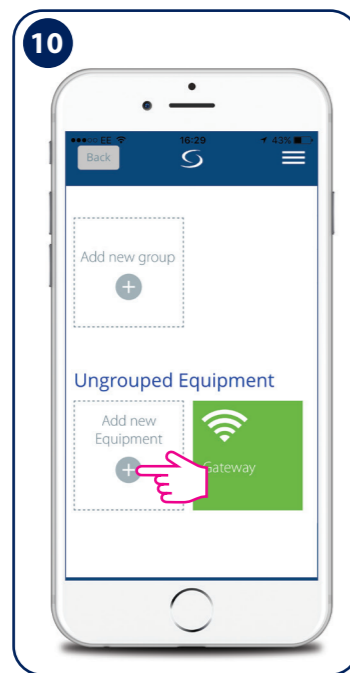 10
EE 16:29 43%
Back
Add new group
Ungrouped Equipment
Add new
Equipment
Gateway